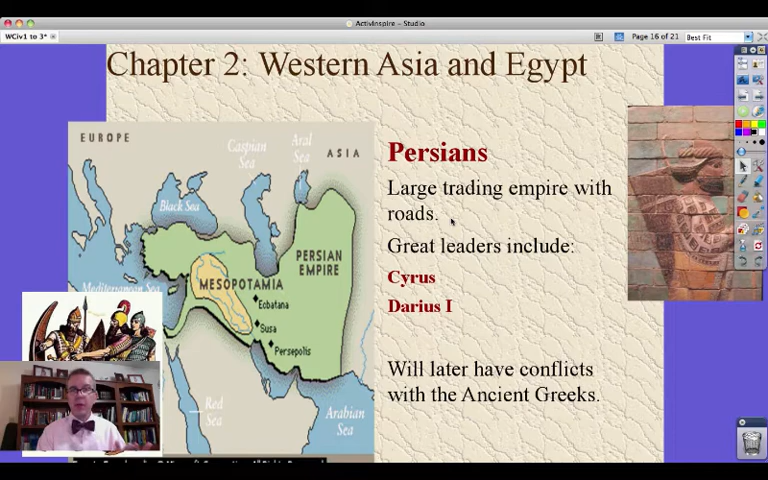 ActivInspire - Studio
WCiv1 to 3*
Page 16 of 21
Best Fit
Chapter 2: Western Asia and Egypt
EUROPE
Caspian
Sea
Aral
Sea
ASIA
Black Sea
PERSIAN
EMPIRE
MESOPOTAMIA
Mediterranean Sea
Ecbatana
Susa
Persepolis
Red
Sea
Arabian
Sea
Persians
Large trading empire with
roads.
Great leaders include:
Cyrus
Darius I
Will later have conflicts
with the Ancient Greeks.